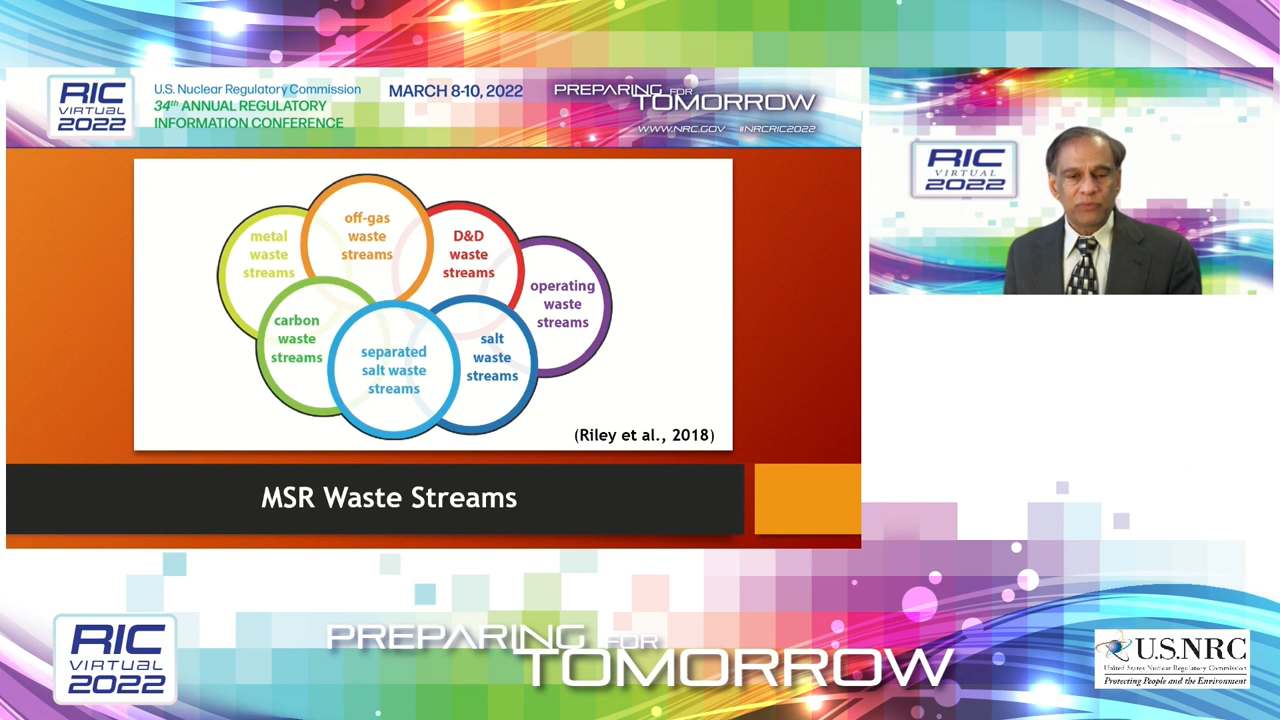 RIC
VIRTUAL
2022
U.S. Nuclear Regulatory Commission
34th ANNUAL REGULATORY
INFORMATION CONFERENCE
MARCH 8-10, 2022
PREPARING FOR
TOMORROW
WWW.NRC.GOV #NRCRIC2022
metal
waste
streams
off-gas
waste
streams
D&D
waste
streams
operating
waste
streams
carbon
waste
streams
separated
salt waste
streams
salt
waste
streams
(Riley et al., 2018)
MSR Waste Streams
RIC
VIRTUAL
2022
RIC
VIRTUAL
2022
PREPARING FOR
TOMORROW
U.S.NRC
United States Nuclear Regulatory Commission
Protecting People and the Environment